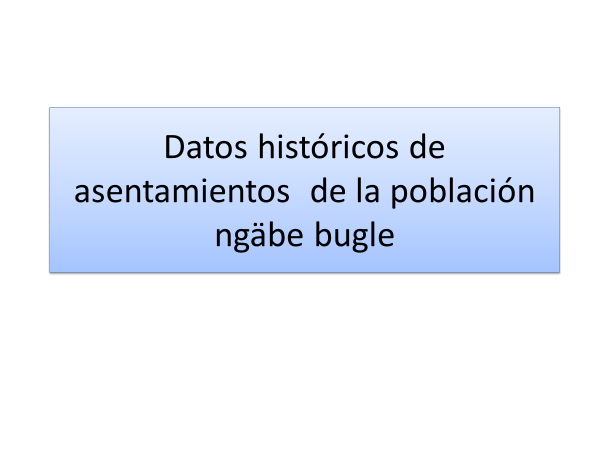 Datos históricos de
asentamientos  de la población
ngäbe bugle